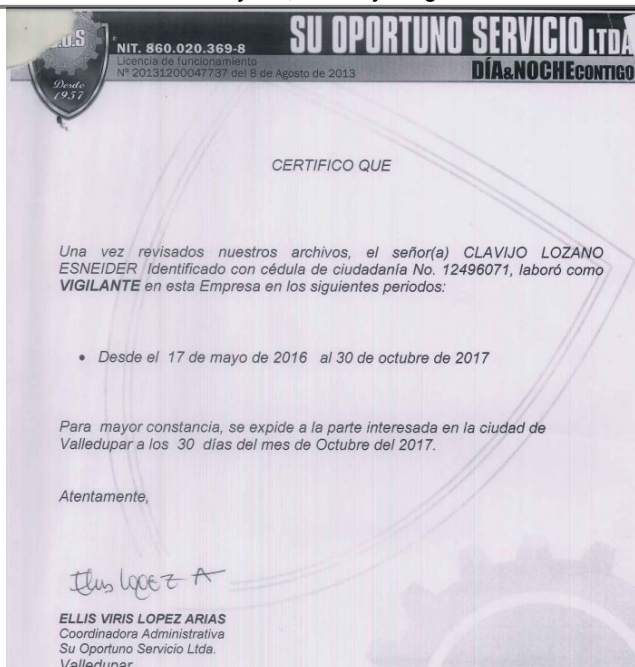 SU OPORTUNO SERVICIO LTDA
NIT. 860.020.369-8
Licencia de funcionamiento
Nº 20131200047737 del 8 de Agosto de 2013
DÍA&NOCHECONTIGO
Desde
1957
CERTIFICO QUE
Una vez revisados nuestros archivos, el señor(a) CLAVIJO LOZANO
ESNEIDER Identificado con cédula de ciudadanía No. 12496071, laboró como
VIGILANTE en esta Empresa en los siguientes periodos:
• Desde el 17 de mayo de 2016 al 30 de octubre de 2017
Para mayor constancia, se expide a la parte interesada en la ciudad de
Valledupar a los 30 días del mes de Octubre del 2017.
Atentamente,
Ellis Lopez A
ELLIS VIRIS LOPEZ ARIAS
Coordinadora Administrativa
Su Oportuno Servicio Ltda.
Valledupar